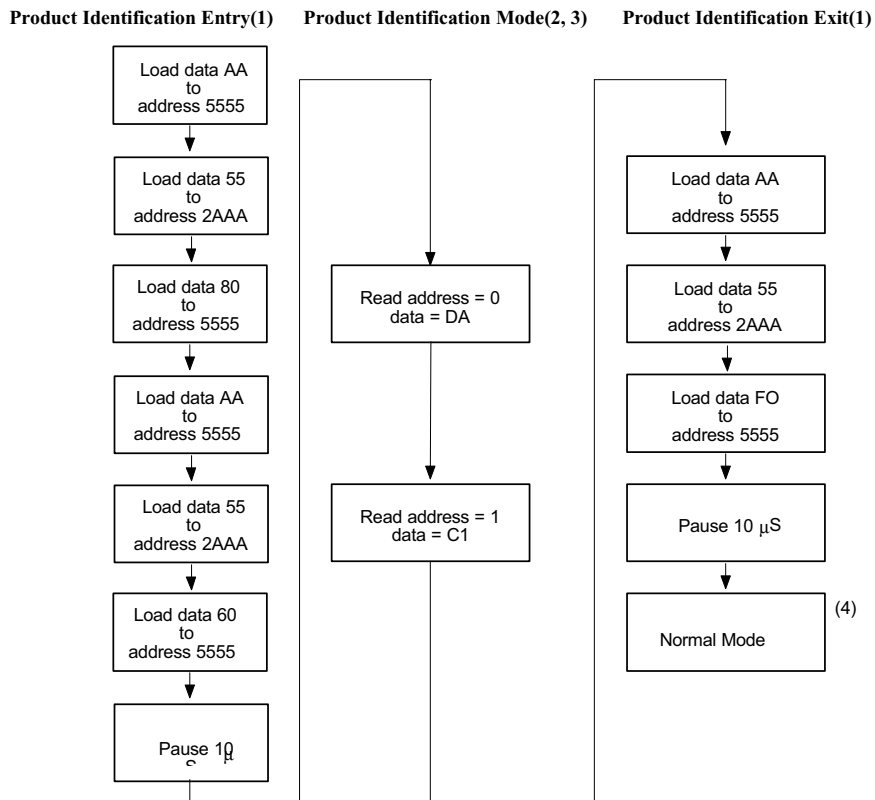 Product Identification Entry(1)
Product Identification Mode(2, 3)
Product Identification Exit(1)
Load data AA
to
address 5555
Load data 55
to
address 2AAA
Load data 80
to
address 5555
Load data AA
to
address 5555
Load data 55
to
address 2AAA
Load data 60
to
address 5555
Pause 10 μ
S
Read address = 0
data = DA
Read address = 1
data = C1
Load data AA
to
address 5555
Load data 55
to
address 2AAA
Load data FO
to
address 5555
Pause 10 μS
Normal Mode
(4)